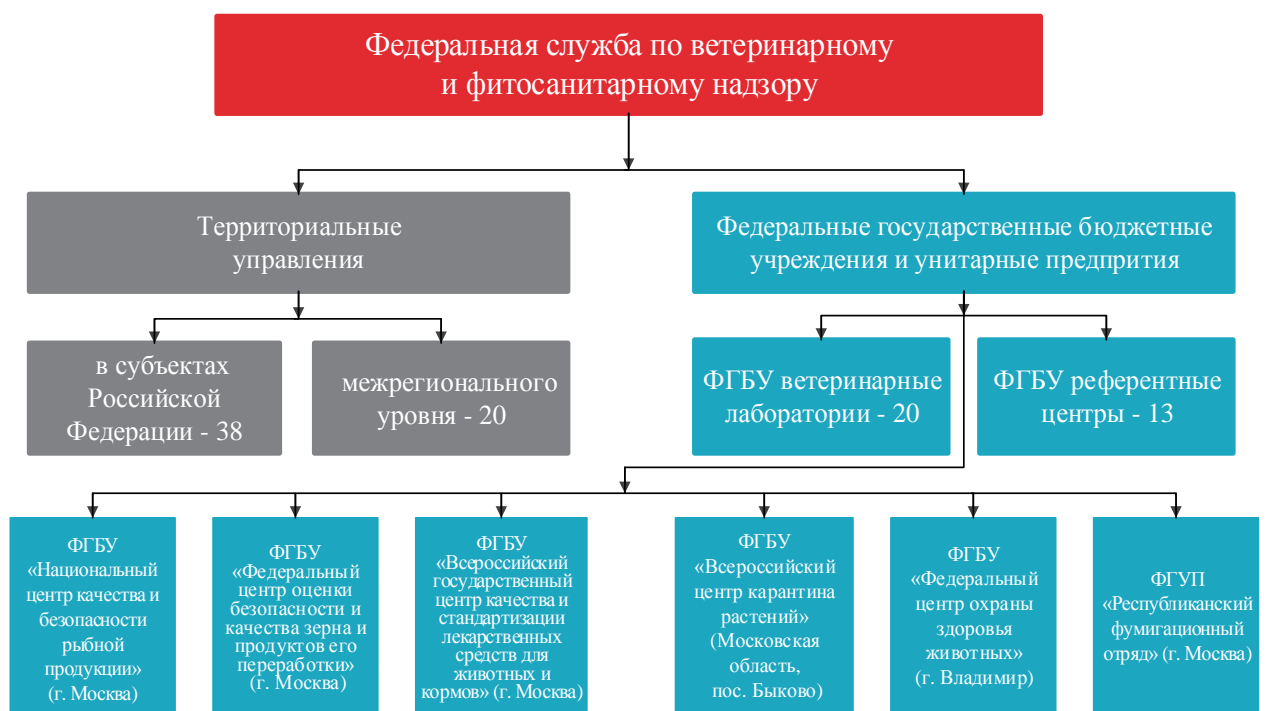 Федеральная служба по ветеринарному
и фитосанитарному надзору
Территориальные
управления
Федеральные государственные бюджетные
учреждения и унитарные предпрития
в субъектах
Российской
Федерации - 38
межрегионального
уровня - 20
ФГБУ ветеринарные
лаборатории - 20
ФГБУ референтные
центры - 13
ФГБУ
«Национальный
центр качества и
безопасности
рыбной
продукции»
(г. Москва)
ФГБУ
«Федеральный
центр оценки
безопасности и
качества зерна и
продуктов его
переработки»
(г. Москва)
ФГБУ
«Всероссийский
государственный
центр качества и
стандартизации
лекарственных
средств для
животных и
кормов» (г. Москва)
ФГБУ
«Всероссийский
центр карантина
растений»
(Московская
область,
пос. Быково)
ФГБУ
«Федеральный
центр охраны
здоровья
животных»
(г. Владимир)
ФГУП
«Республиканский
фумигационный
отряд» (г. Москва)